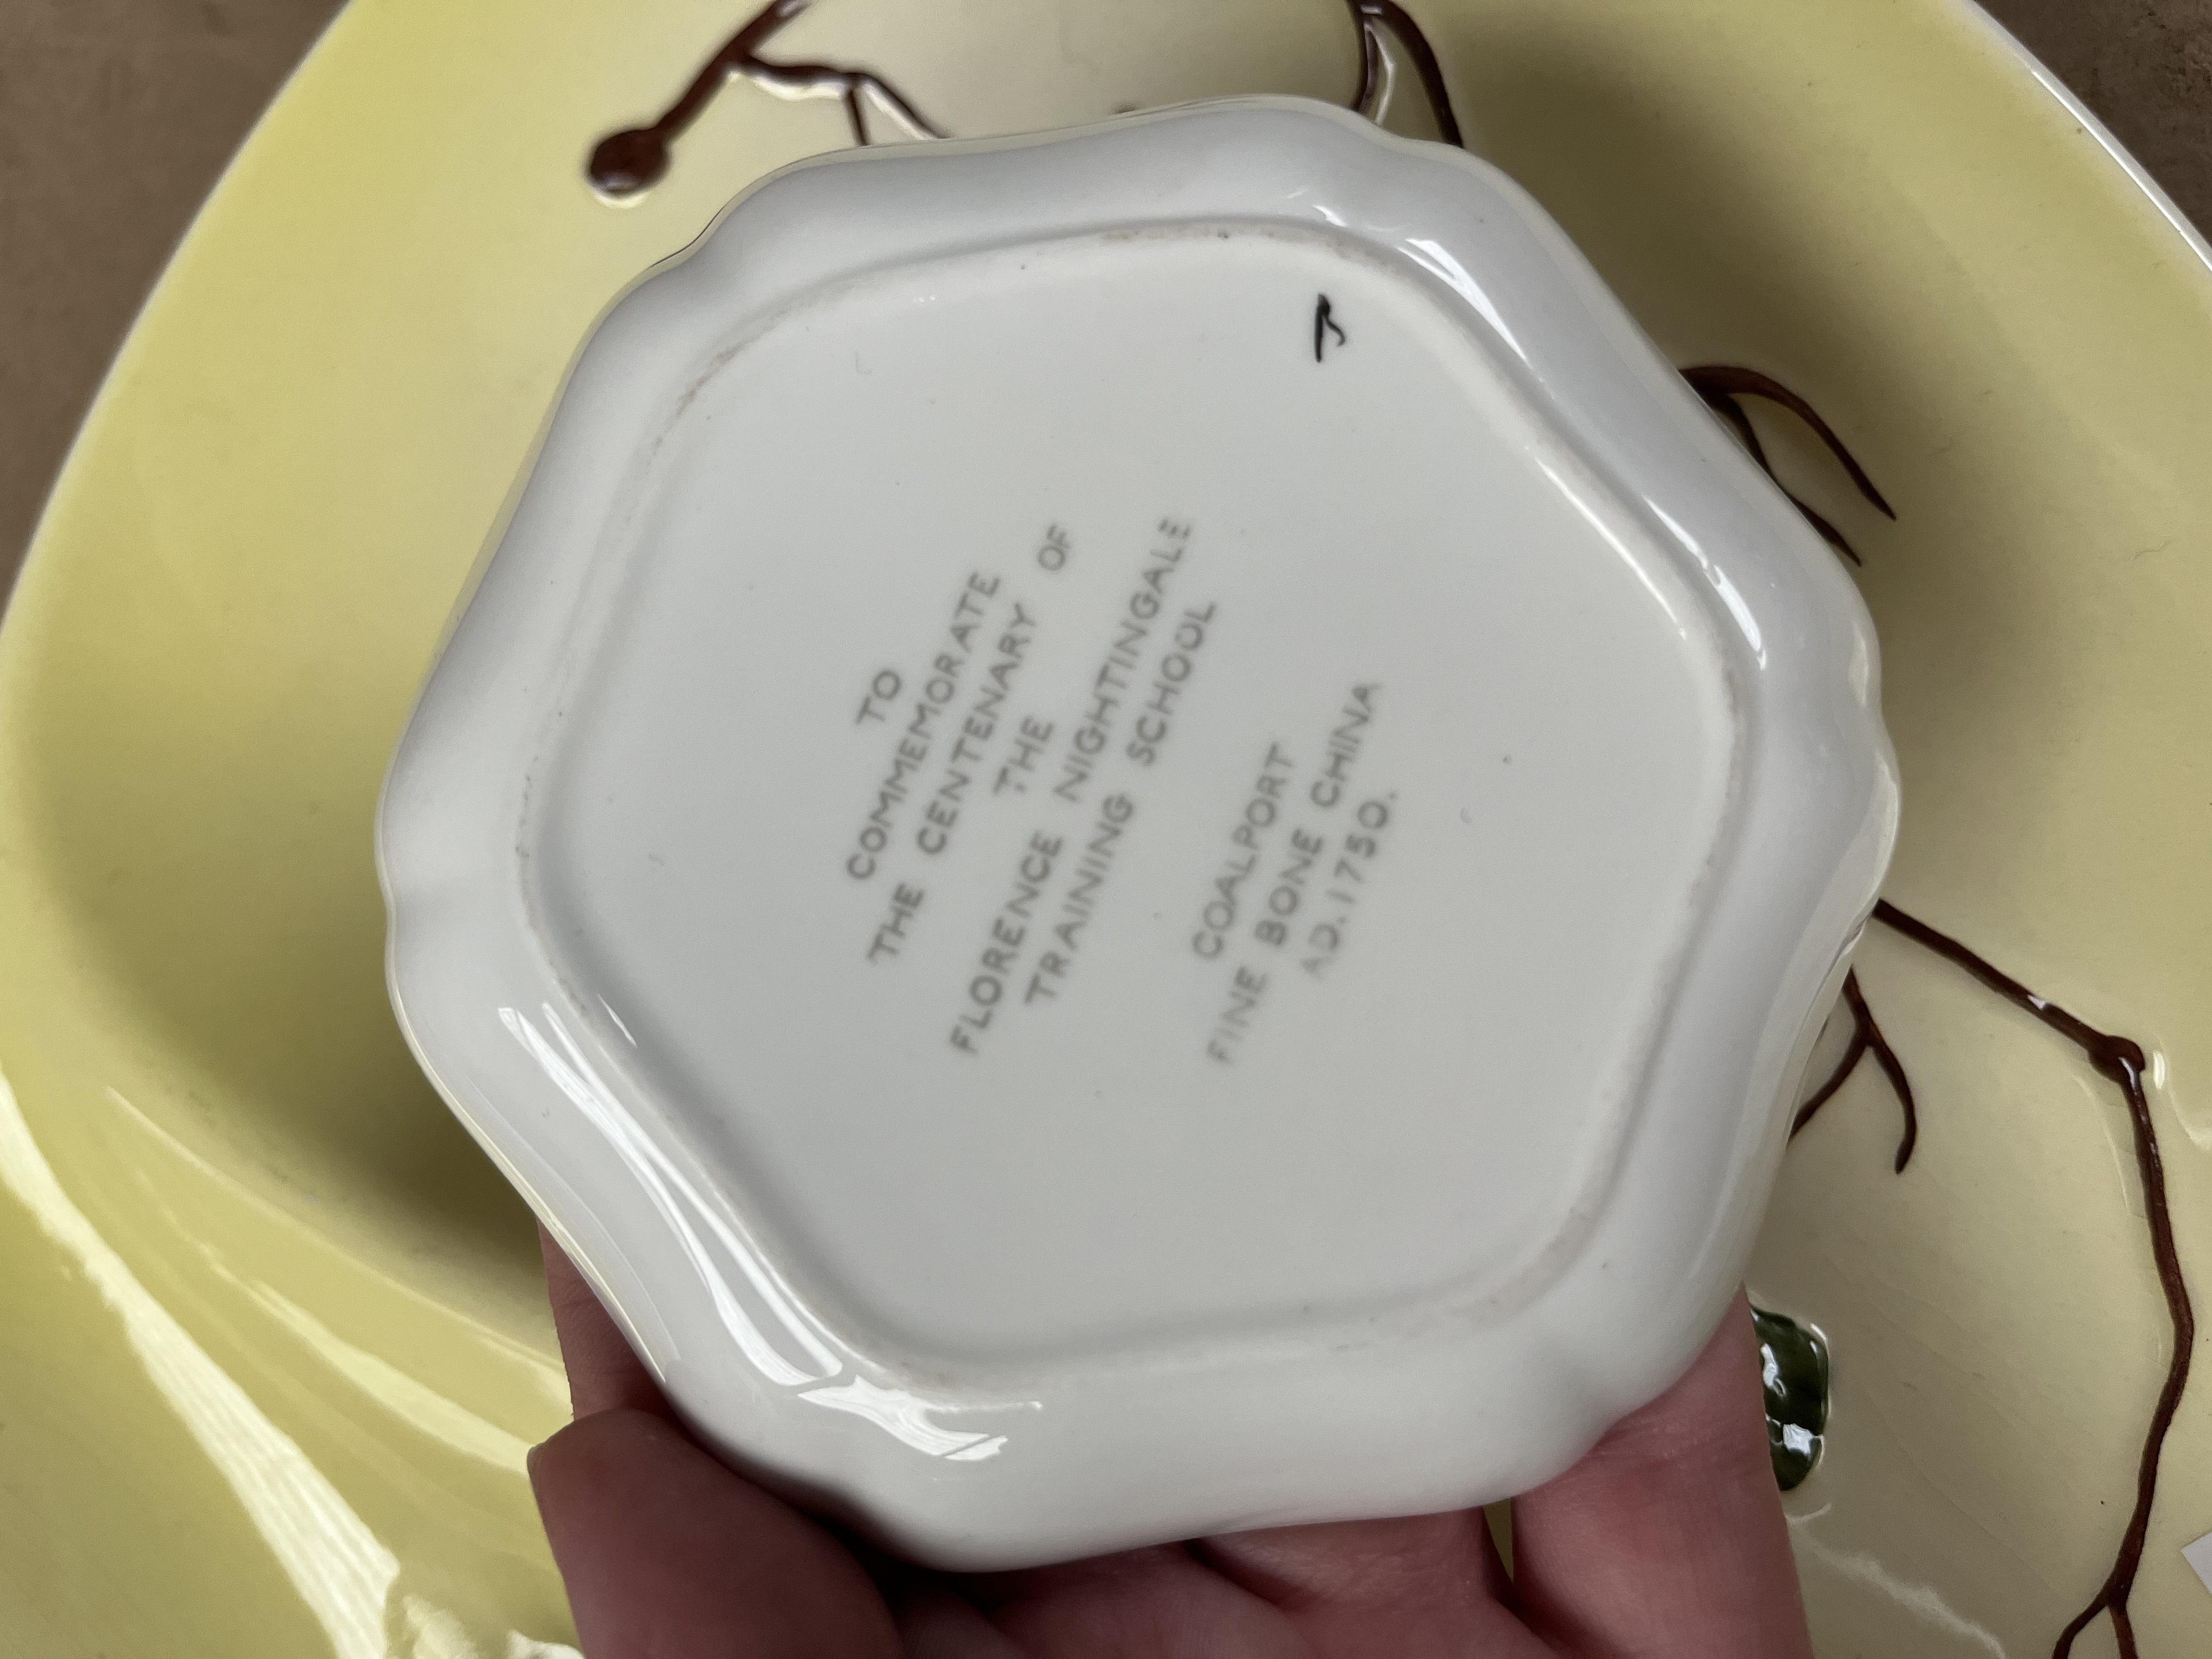 TO
COMMEMORATE
THE CENTENARY OF
THE
FLORENCE NIGHTINGALE
TRAINING SCHOOL
COALPORT
FINE BONE CHINA
AD.1750.